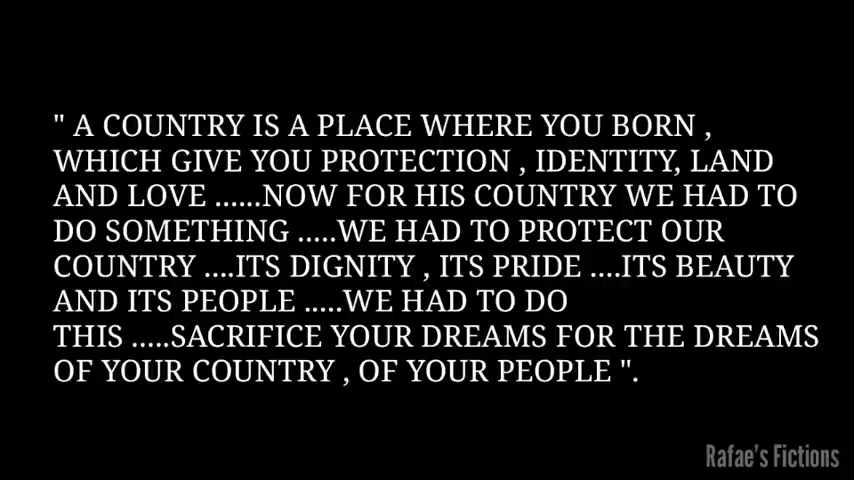 " A COUNTRY IS A PLACE WHERE YOU BORN ,
WHICH GIVE YOU PROTECTION , IDENTITY, LAND
AND LOVE ......NOW FOR HIS COUNTRY WE HAD TO
DO SOMETHING .....WE HAD TO PROTECT OUR
COUNTRY ....ITS DIGNITY , ITS PRIDE ....ITS BEAUTY
AND ITS PEOPLE .....WE HAD TO DO
THIS .....SACRIFICE YOUR DREAMS FOR THE DREAMS
OF YOUR COUNTRY , OF YOUR PEOPLE ".
Rafae's Fictions